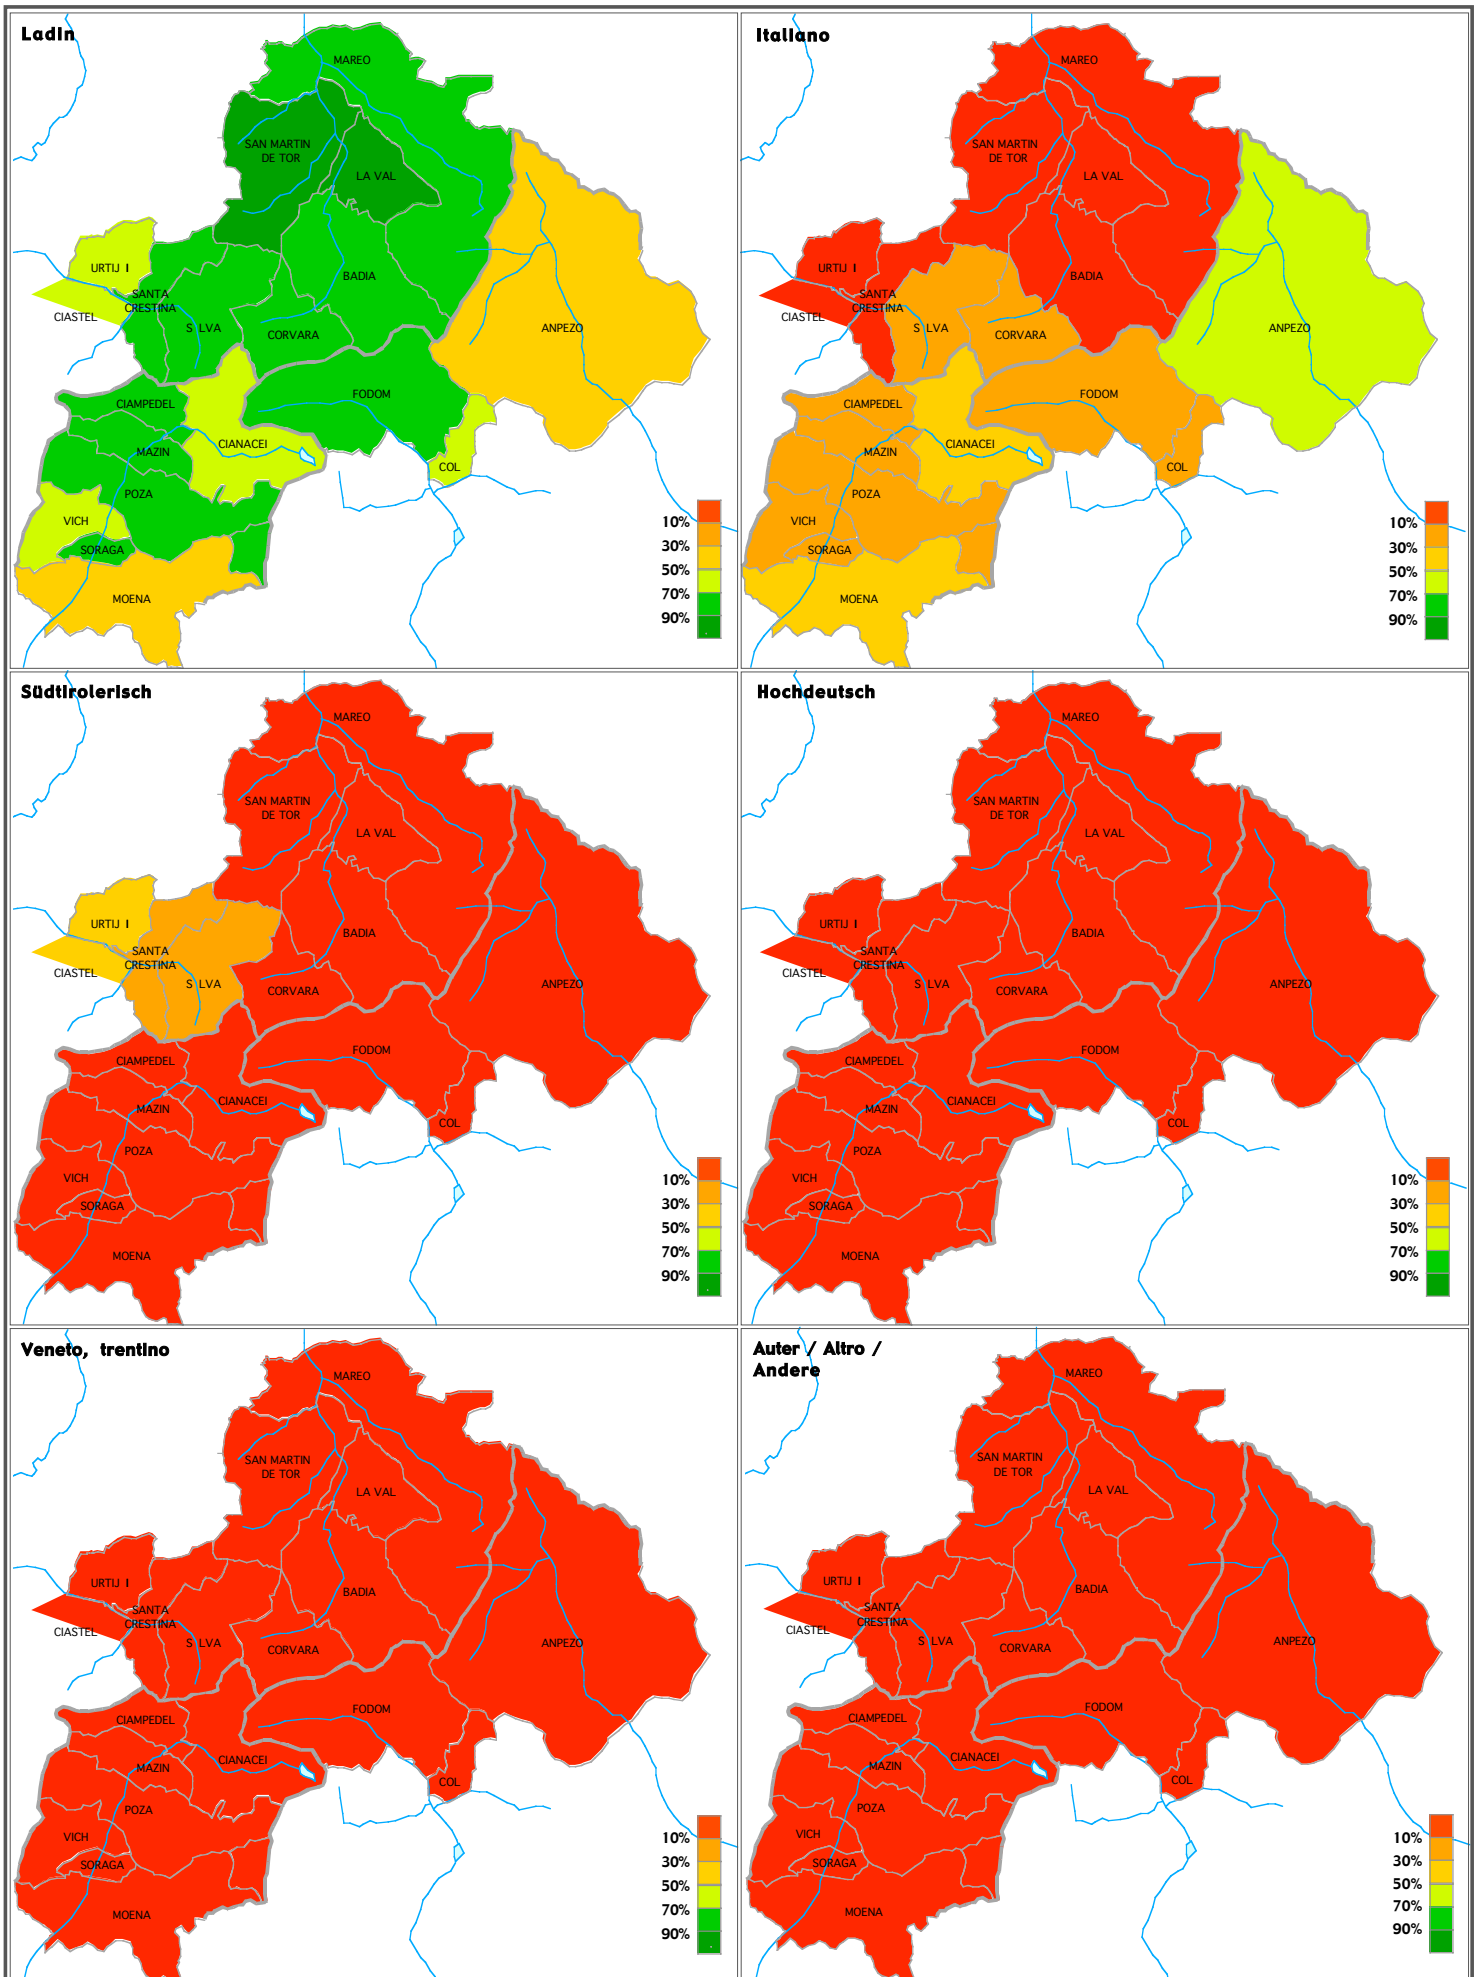 Ladin
MAREO
SAN MARTIN
DE TOR
LA VAL
URTIJ I
SANTA
CRESTINA
CIASTEL
S LVA
BADIA
CORVARA
ANPEZO
FODOM
CIAMPEDEL
CIANACEI
MAZIN
COL
POZA
VICH
SORAGA
MOENA
10%
30%
50%
70%
90%
Italiano
MAREO
SAN MARTIN
DE TOR
LA VAL
URTIJ I
SANTA
CRESTINA
CIASTEL
S LVA
BADIA
CORVARA
ANPEZO
FODOM
CIAMPEDEL
CIANACEI
MAZIN
COL
POZA
VICH
SORAGA
MOENA
10%
30%
50%
70%
90%
Südtirolerisch
MAREO
SAN MARTIN
DE TOR
LA VAL
URTIJ I
SANTA
CRESTINA
CIASTEL
S LVA
BADIA
CORVARA
ANPEZO
FODOM
CIAMPEDEL
CIANACEI
MAZIN
COL
POZA
VICH
SORAGA
MOENA
10%
30%
50%
70%
90%
Hochdeutsch
MAREO
SAN MARTIN
DE TOR
LA VAL
URTIJ I
SANTA
CRESTINA
CIASTEL
S LVA
BADIA
CORVARA
ANPEZO
FODOM
CIAMPEDEL
CIANACEI
MAZIN
COL
POZA
VICH
SORAGA
MOENA
10%
30%
50%
70%
90%
Veneto, trentino
MAREO
SAN MARTIN
DE TOR
LA VAL
URTIJ I
SANTA
CRESTINA
CIASTEL
S LVA
BADIA
CORVARA
ANPEZO
FODOM
CIAMPEDEL
CIANACEI
MAZIN
COL
POZA
VICH
SORAGA
MOENA
10%
30%
50%
70%
90%
Auter / Altro /
Andere
MAREO
SAN MARTIN
DE TOR
LA VAL
URTIJ I
SANTA
CRESTINA
CIASTEL
S LVA
BADIA
CORVARA
ANPEZO
FODOM
CIAMPEDEL
CIANACEI
MAZIN
COL
POZA
VICH
SORAGA
MOENA
10%
30%
50%
70%
90%